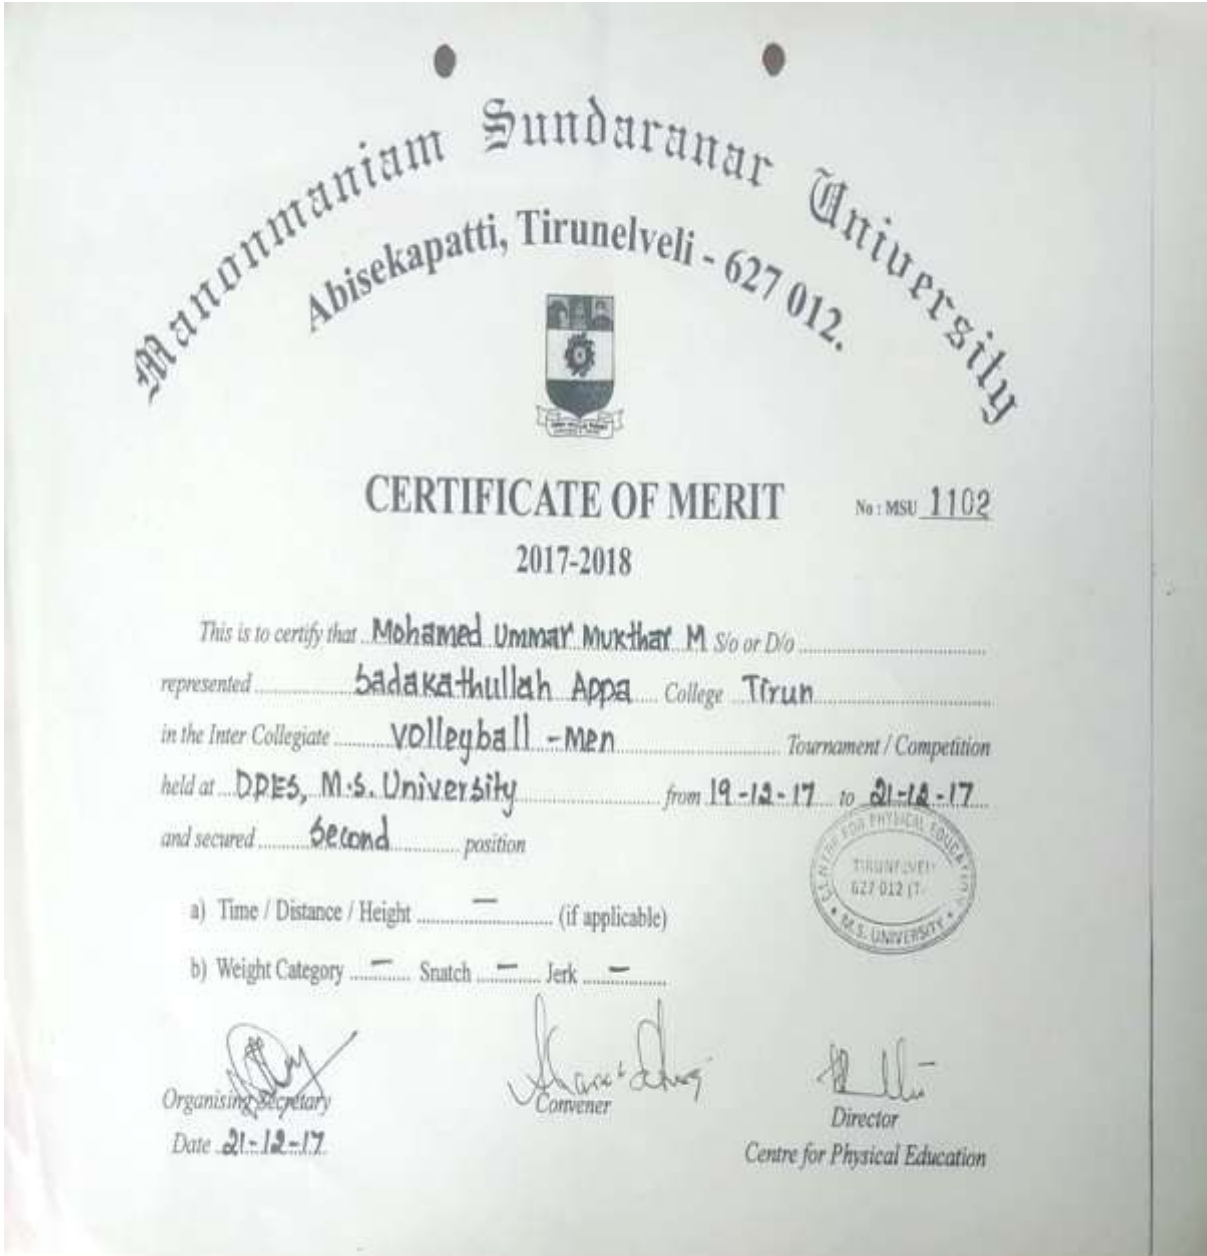 Manonmaniam Sundaranar University
Abisekapatti, Tirunelveli - 627 012.
CERTIFICATE OF MERIT No : MSU 1102
2017-2018
This is to certify that Mohamed Ummar Mukthar M S/o or D/o
represented Sadakathullah Appa College Tirun
in the Inter Collegiate Volleyball - Men Tournament / Competition
held at DPES, M.S. University from 19-12-17 to 21-12-17
and secured Second position
CENTRE FOR PHYSICAL EDUCATION
TIRUNELVELI
627 012 (T
* M.S. UNIVERSITY *
a) Time / Distance / Height — (if applicable)
b) Weight Category — Snatch — Jerk —
Organising Secretary
Convener
Director
Date 21-12-17
Centre for Physical Education